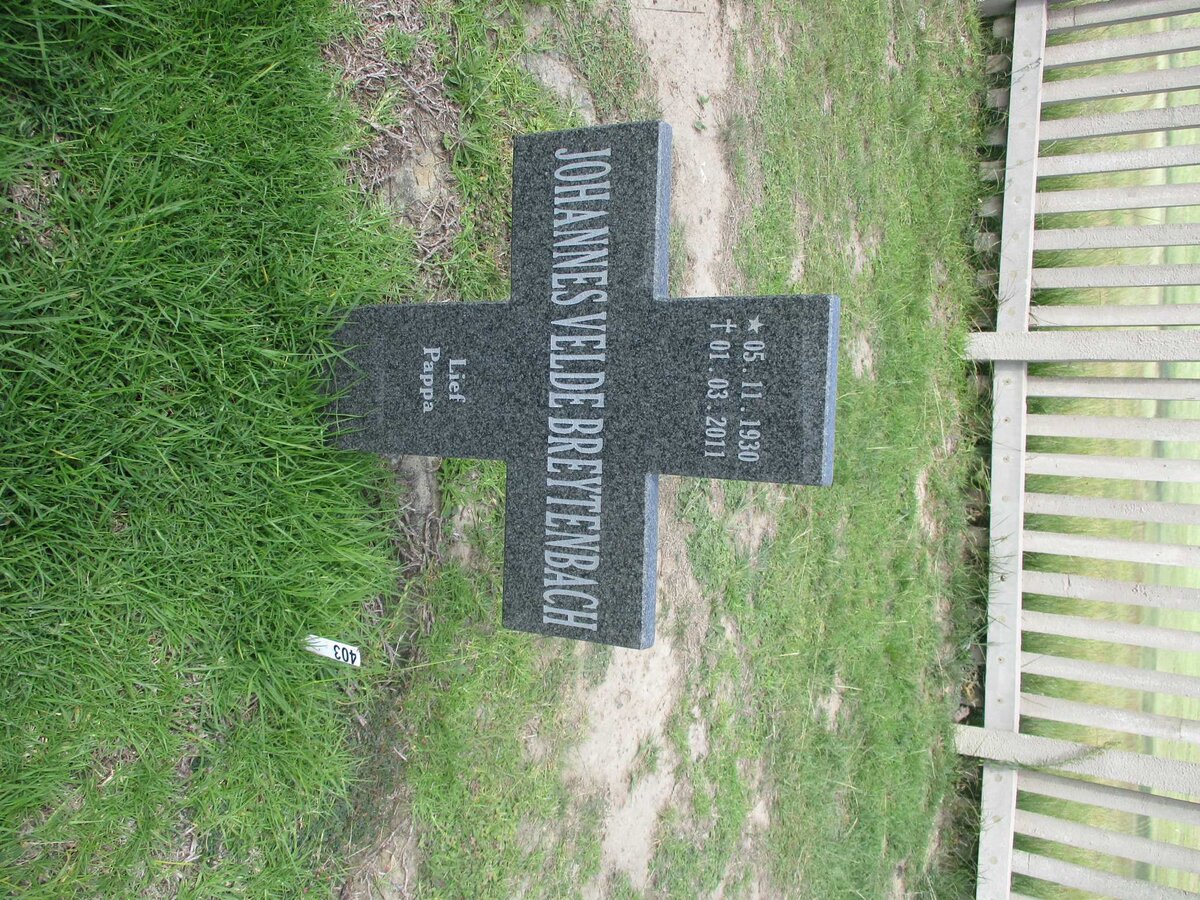 ★ 05.11.1930
✝ 01.03.2011
JOHANNES VELDE BREYTENBACH
Lief
Pappa
403